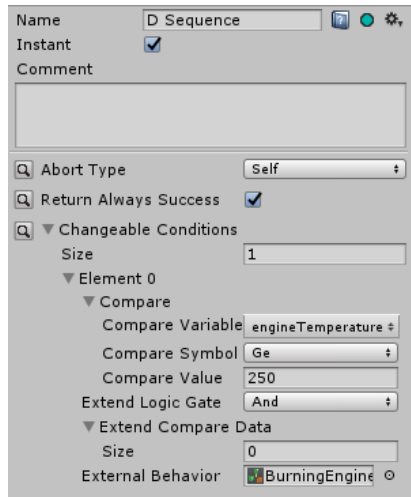 Name D Sequence
Instant
Comment
Abort Type Self
Return Always Success
Changeable Conditions
Size 1
Element 0
Compare
Compare Variable engineTemperature
Compare Symbol Ge
Compare Value 250
Extend Logic Gate And
Extend Compare Data
Size 0
External Behavior BurningEngine